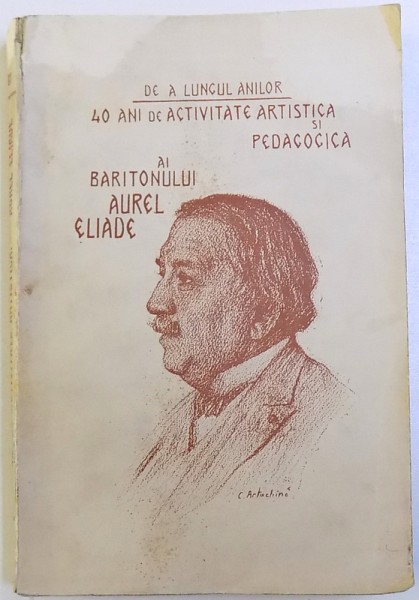 DE A LUNGUL ANILOR
40 ANI DE ACTIVITATE ARTISTICA
SI
PEDAGOGICA
AI
BARITONULUI
AUREL
ELIADE
C. Artachino